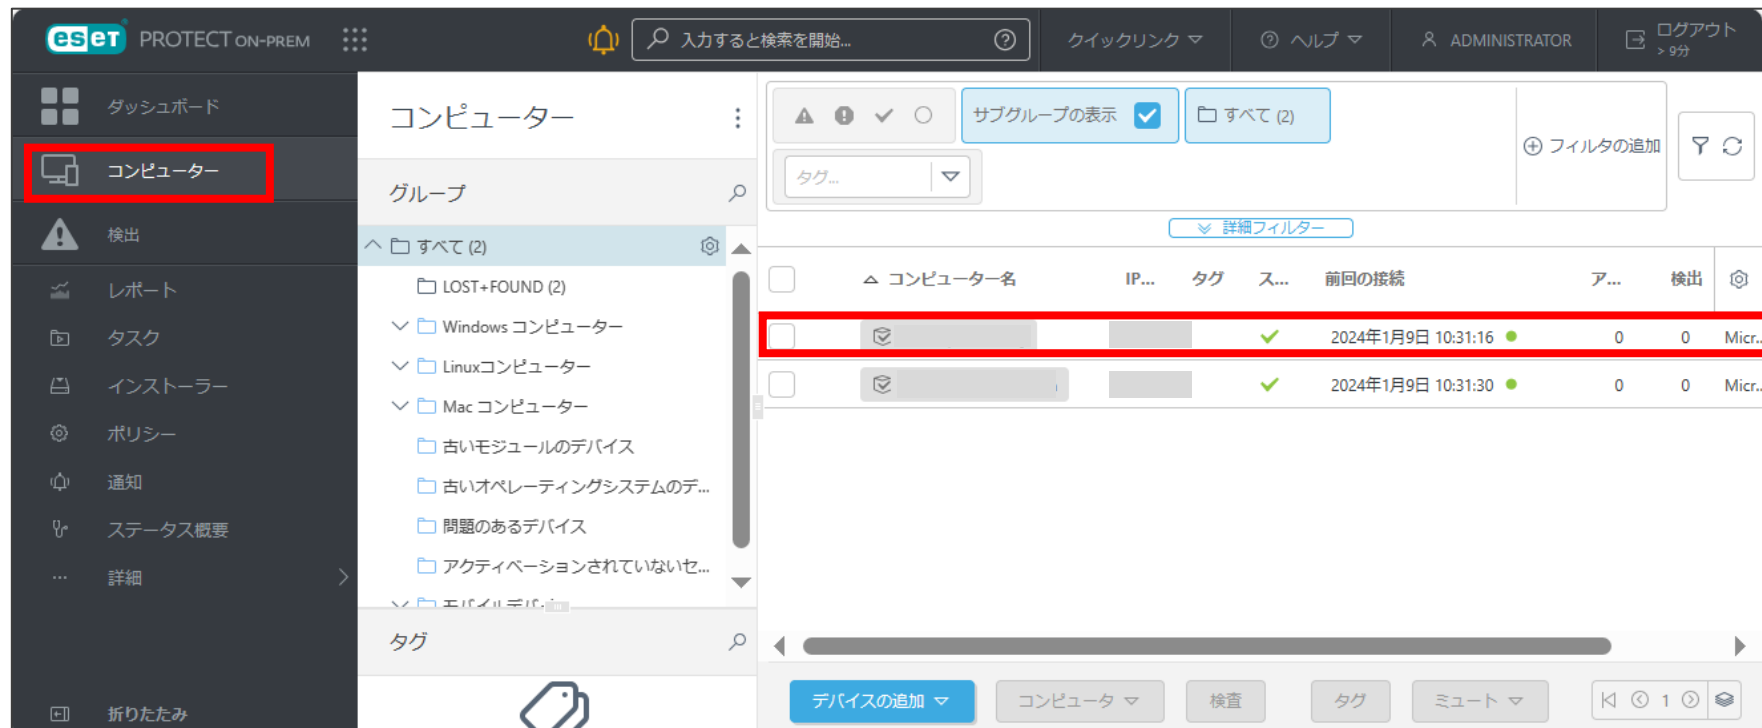 eset PROTECT ON-PREM
入力すると検索を開始...
クイックリンク
ヘルプ
ADMINISTRATOR
ログアウト
> 9分
ダッシュボード
コンピューター
検出
レポート
タスク
インストーラー
ポリシー
通知
ステータス概要
詳細
折りたたみ
コンピューター
グループ
すべて (2)
LOST+FOUND (2)
Windows コンピューター
Linuxコンピューター
Mac コンピューター
古いモジュールのデバイス
古いオペレーティングシステムのデ...
問題のあるデバイス
アクティベーションされていないセ...
タグ
サブグループの表示
すべて (2)
フィルタの追加
タグ...
詳細フィルター
コンピューター名 IP... タグ ス... 前回の接続 ア... 検出
2024年1月9日 10:31:16 0 0 Micr...
2024年1月9日 10:31:30 0 0 Micr...
デバイスの追加
コンピュータ
検査
タグ
ミュート
1